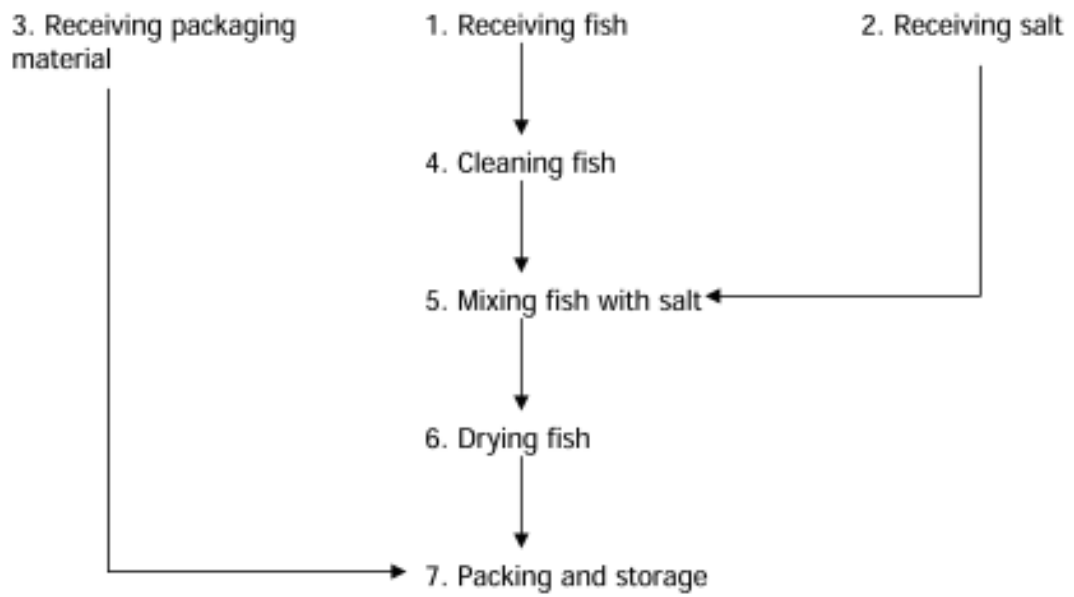 3. Receiving packaging
material
1. Receiving fish
2. Receiving salt
4. Cleaning fish
5. Mixing fish with salt
6. Drying fish
7. Packing and storage